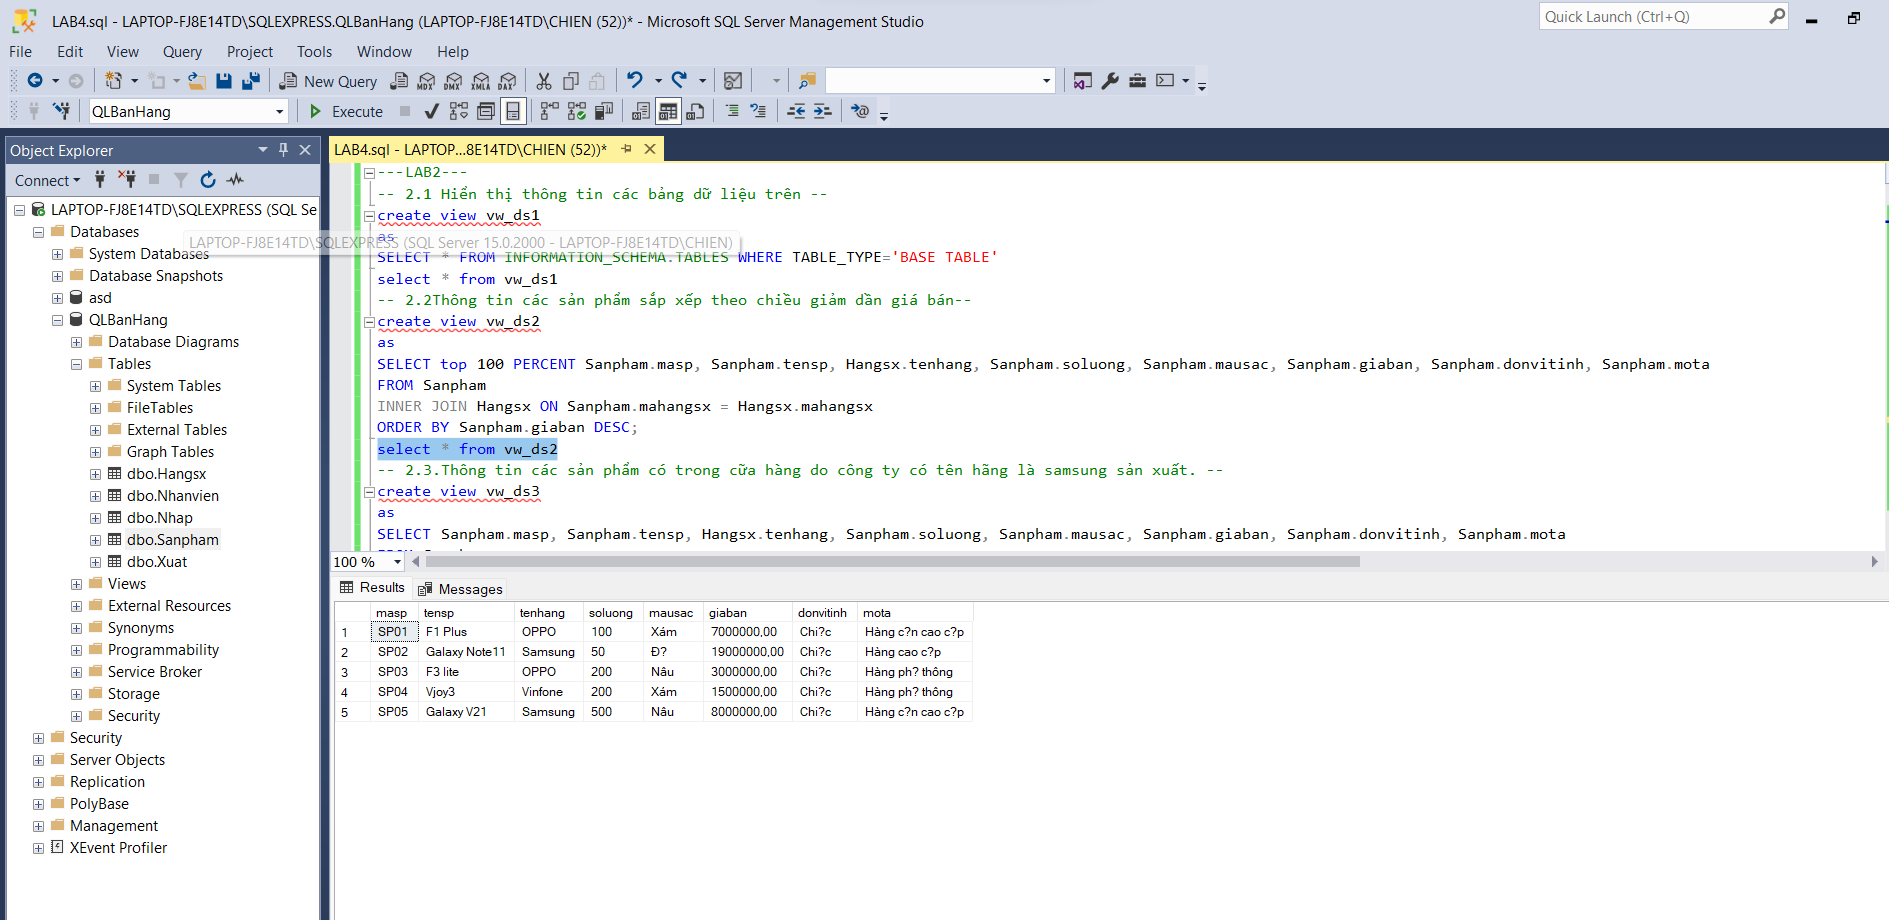 LAB4.sql - LAPTOP-FJ8E14TD\SQLEXPRESS.QLBanHang (LAPTOP-FJ8E14TD\CHIEN (52))* - Microsoft SQL Server Management Studio
Quick Launch (Ctrl+Q)
File Edit View Query Project Tools Window Help
New Query MDX DMX XMLA DAX
QLBanHang Execute
Object Explorer
Connect
LAPTOP-FJ8E14TD\SQLEXPRESS (SQL Se
Databases
LAPTOP-FJ8E14TD\SQLEXPRESS (SQL Server 15.0.2000 - LAPTOP-FJ8E14TD\CHIEN)
System Databases
Database Snapshots
asd
QLBanHang
Database Diagrams
Tables
System Tables
FileTables
External Tables
Graph Tables
dbo.Hangsx
dbo.Nhanvien
dbo.Nhap
dbo.Sanpham
dbo.Xuat
Views
External Resources
Synonyms
Programmability
Service Broker
Storage
Security
Security
Server Objects
Replication
PolyBase
Management
XEvent Profiler
LAB4.sql - LAPTOP...8E14TD\CHIEN (52))*
---LAB2---
-- 2.1 Hiển thị thông tin các bảng dữ liệu trên --
create view vw_ds1
as
SELECT * FROM INFORMATION_SCHEMA.TABLES WHERE TABLE_TYPE='BASE TABLE'
select * from vw_ds1
-- 2.2Thông tin các sản phẩm sắp xếp theo chiều giảm dần giá bán--
create view vw_ds2
as
SELECT top 100 PERCENT Sanpham.masp, Sanpham.tensp, Hangsx.tenhang, Sanpham.soluong, Sanpham.mausac, Sanpham.giaban, Sanpham.donvitinh, Sanpham.mota
FROM Sanpham
INNER JOIN Hangsx ON Sanpham.mahangsx = Hangsx.mahangsx
ORDER BY Sanpham.giaban DESC;
select * from vw_ds2
-- 2.3.Thông tin các sản phẩm có trong cữa hàng do công ty có tên hãng là samsung sản xuất. --
create view vw_ds3
as
SELECT Sanpham.masp, Sanpham.tensp, Hangsx.tenhang, Sanpham.soluong, Sanpham.mausac, Sanpham.giaban, Sanpham.donvitinh, Sanpham.mota
100 %
Results Messages
masp tensp tenhang soluong mausac giaban donvitinh mota
1 SP01 F1 Plus OPPO 100 Xám 7000000,00 Chi?c Hàng c?n cao c?p
2 SP02 Galaxy Note11 Samsung 50 Đ? 19000000,00 Chi?c Hàng cao c?p
3 SP03 F3 lite OPPO 200 Nâu 3000000,00 Chi?c Hàng ph? thông
4 SP04 Vjoy3 Vinfone 200 Xám 1500000,00 Chi?c Hàng ph? thông
5 SP05 Galaxy V21 Samsung 500 Nâu 8000000,00 Chi?c Hàng c?n cao c?p